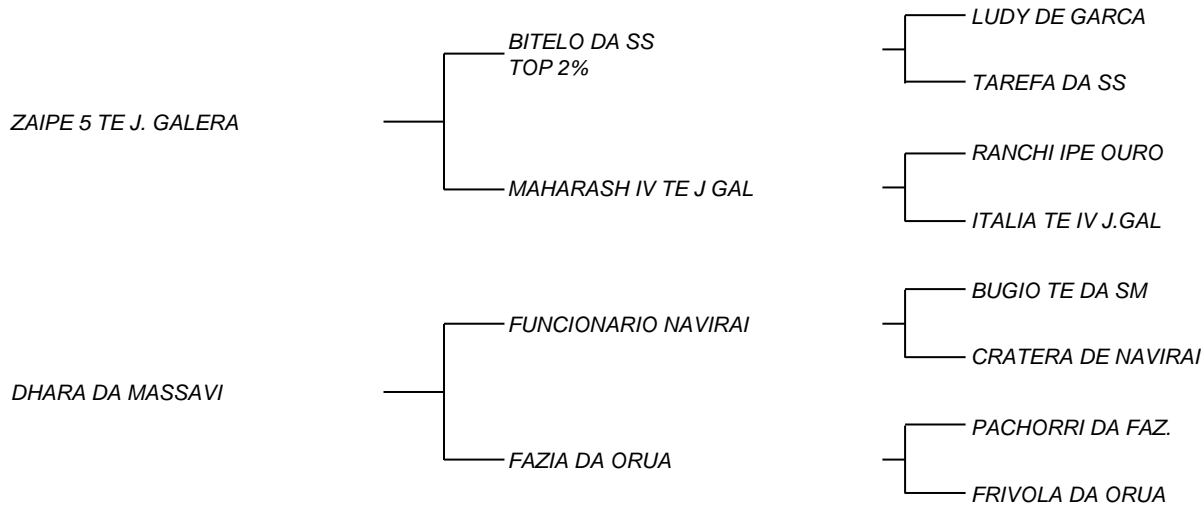 LUDY DE GARCA
BITELO DA SS
TOP 2%
TAREFA DA SS
ZAIPE 5 TE J. GALERA
RANCHI IPE OURO
MAHARASH IV TE J GAL
ITALIA TE IV J.GAL
BUGIO TE DA SM
FUNCIONARIO NAVIRAI
CRATERA DE NAVIRAI
DHARA DA MASSAVI
PACHORRI DA FAZ.
FAZIA DA ORUA
FRIVOLA DA ORUA